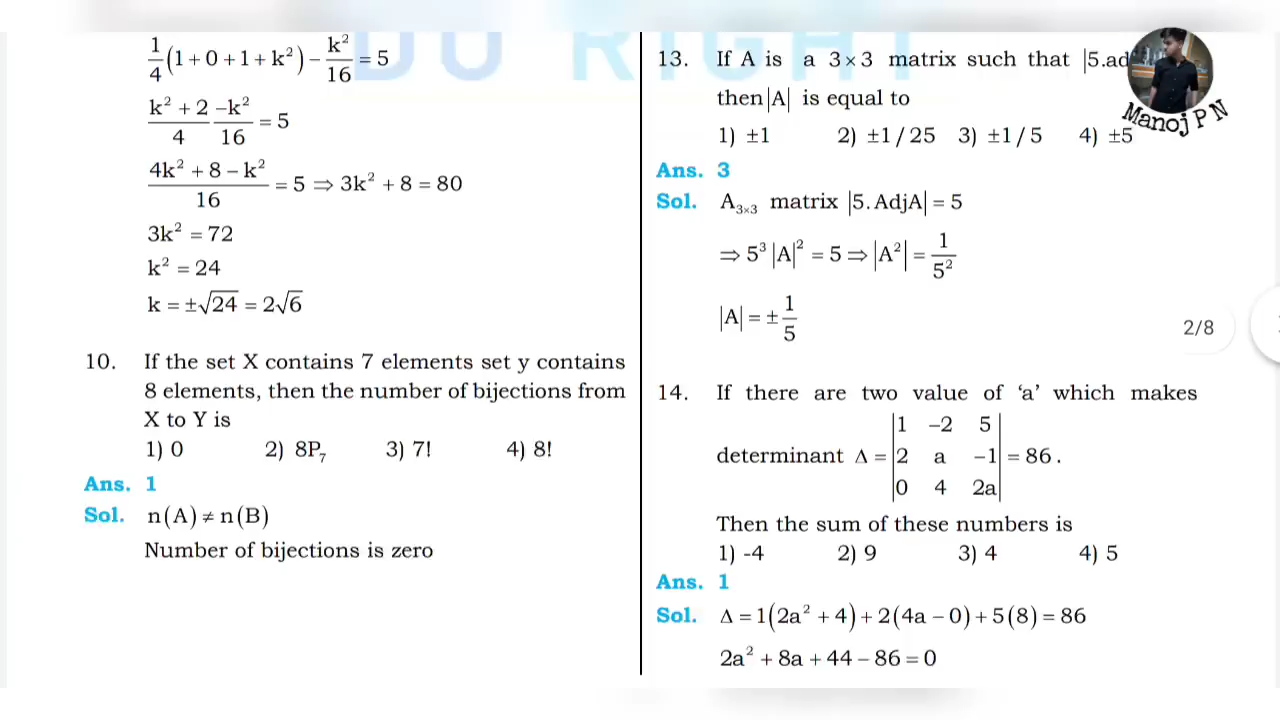 DO RIGHT
1/4 (1 + 0 + 1 + k²) – k²/16 = 5
k² + 2/4 –k²/16 = 5
4k² + 8 – k²/16 = 5 ⇒ 3k² + 8 = 80
3k² = 72
k² = 24
k = ±√24 = 2√6
10. If the set X contains 7 elements set y contains
8 elements, then the number of bijections from
X to Y is
1) 0 2) 8P₇ 3) 7! 4) 8!
Ans. 1
Sol. n(A) ≠ n(B)
Number of bijections is zero
13. If A is a 3×3 matrix such that |5.ad
then |A| is equal to
1) ±1 2) ±1/25 3) ±1/5 4) ±5
Ans. 3
Sol. A₃ₓ₃ matrix |5.AdjA| = 5
⇒ 5³|A|² = 5 ⇒ |A²| = 1/5²
|A| = ± 1/5
14. If there are two value of ‘a’ which makes
determinant Δ = |1 –2 5
2 a –1
0 4 2a| = 86.
Then the sum of these numbers is
1) -4 2) 9 3) 4 4) 5
Ans. 1
Sol. Δ = 1(2a² + 4) + 2(4a – 0) + 5(8) = 86
2a² + 8a + 44 – 86 = 0
Manoj P N
2/8